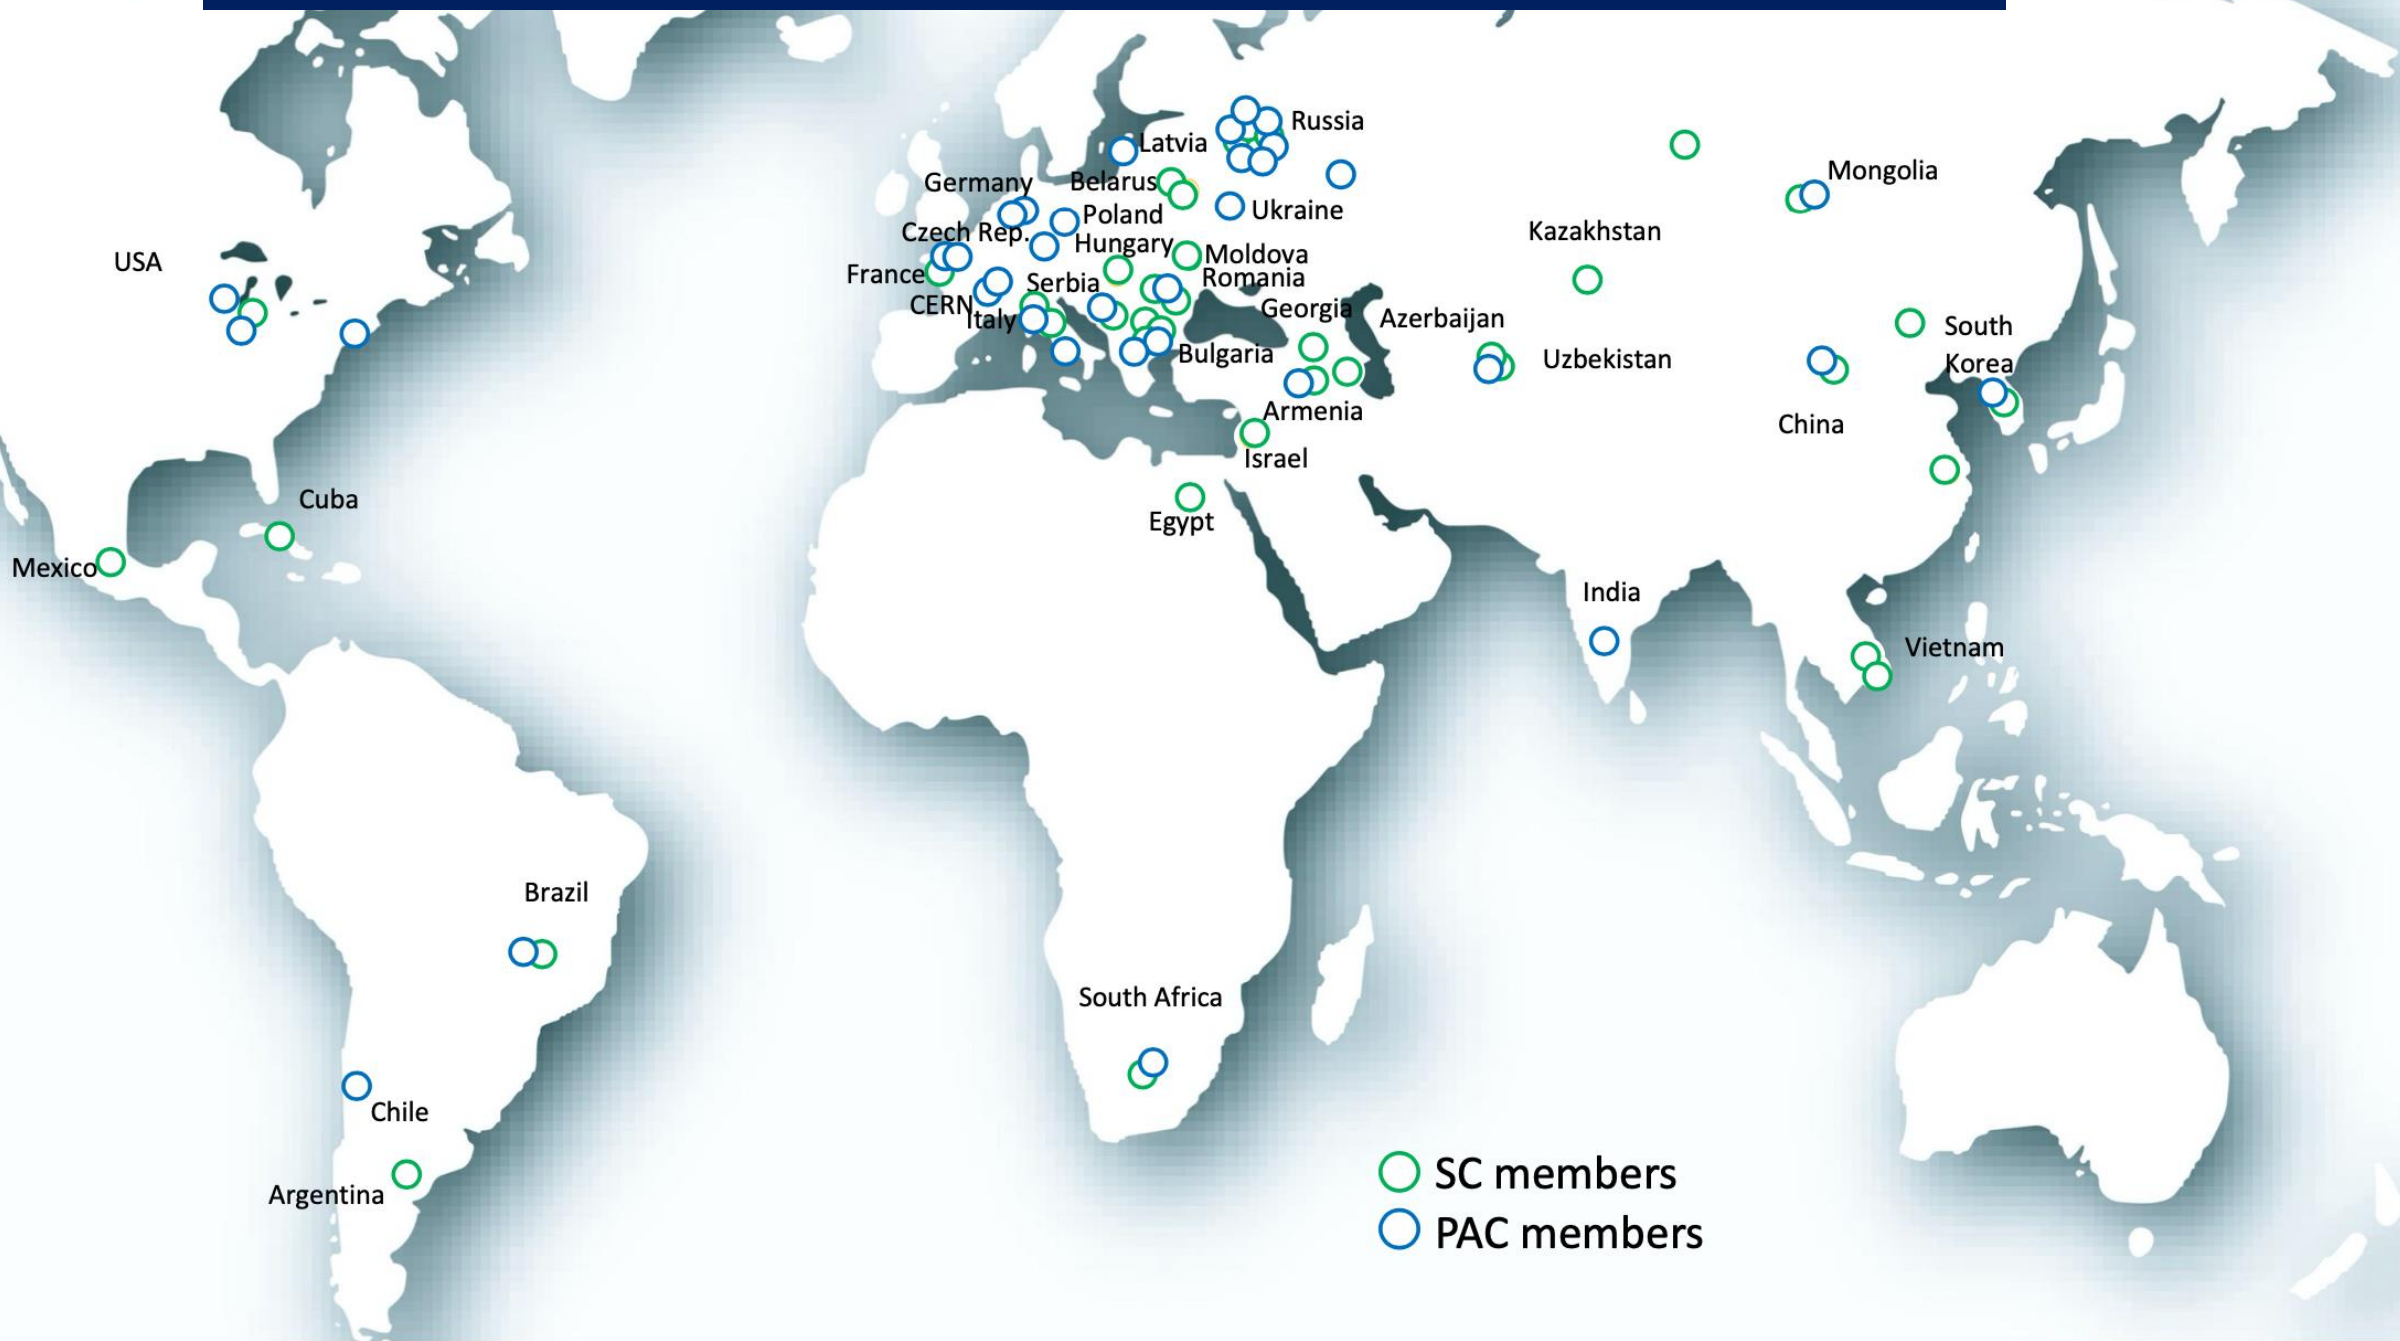 Russia
Latvia
Mongolia
Germany
Belarus
Poland
Ukraine
Czech Rep.
Hungary
Kazakhstan
USA
Moldova
France
Serbia
Romania
CERN
Italy
Georgia
Azerbaijan
South
Korea
Bulgaria
Uzbekistan
Armenia
China
Israel
Cuba
Egypt
Mexico
India
Vietnam
Brazil
South Africa
Chile
Argentina
SC members
PAC members